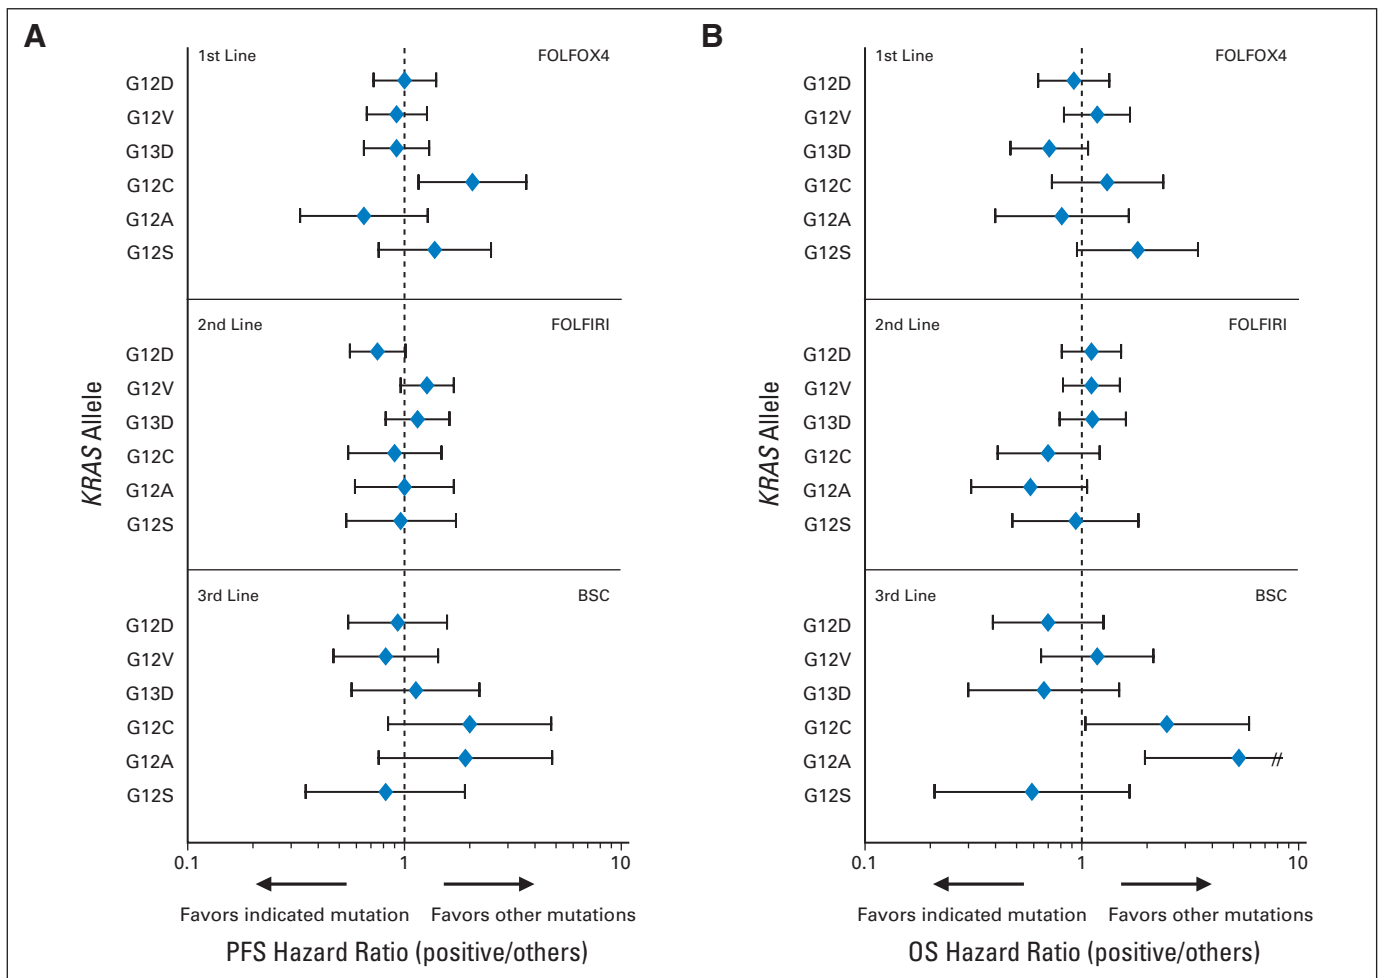 A
1st Line FOLFOX4
G12D
G12V
G13D
G12C
G12A
G12S
2nd Line FOLFIRI
G12D
G12V
G13D
G12C
G12A
G12S
3rd Line BSC
G12D
G12V
G13D
G12C
G12A
G12S
KRAS Allele
0.1 1 10
Favors indicated mutation Favors other mutations
PFS Hazard Ratio (positive/others)
B
1st Line FOLFOX4
G12D
G12V
G13D
G12C
G12A
G12S
2nd Line FOLFIRI
G12D
G12V
G13D
G12C
G12A
G12S
3rd Line BSC
G12D
G12V
G13D
G12C
G12A
G12S
KRAS Allele
0.1 1 10
Favors indicated mutation Favors other mutations
OS Hazard Ratio (positive/others)